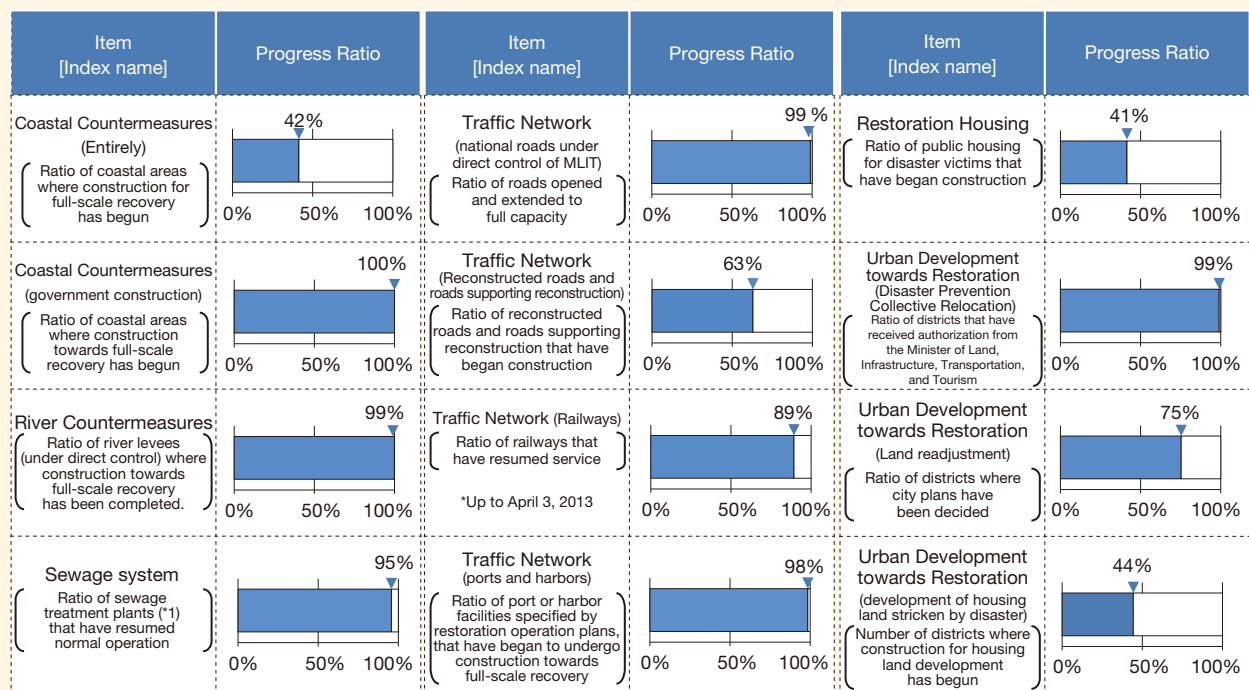 Item
[Index name]
Progress Ratio
Item
[Index name]
Progress Ratio
Item
[Index name]
Progress Ratio
Coastal Countermeasures
(Entirely)
Ratio of coastal areas
where construction for
full-scale recovery
has begun
42%
0% 50% 100%
Traffic Network
(national roads under
direct control of MLIT)
Ratio of roads opened
and extended to
full capacity
99 %
0% 50% 100%
Restoration Housing
Ratio of public housing
for disaster victims that
have began construction
41%
0% 50% 100%
Coastal Countermeasures
(government construction)
Ratio of coastal areas
where construction
towards full-scale
recovery has begun
100%
0% 50% 100%
Traffic Network
(Reconstructed roads and
roads supporting reconstruction)
Ratio of reconstructed
roads and roads supporting
reconstruction that have
began construction
63%
0% 50% 100%
Urban Development
towards Restoration
(Disaster Prevention
Collective Relocation)
Ratio of districts that have
received authorization from
the Minister of Land,
Infrastructure, Transportation,
and Tourism
99%
0% 50% 100%
River Countermeasures
Ratio of river levees
(under direct control) where
construction towards
full-scale recovery
has been completed.
99%
0% 50% 100%
Traffic Network (Railways)
Ratio of railways that
have resumed service
*Up to April 3, 2013
89%
0% 50% 100%
Urban Development
towards Restoration
(Land readjustment)
Ratio of districts where
city plans have
been decided
75%
0% 50% 100%
Sewage system
Ratio of sewage
treatment plants (*1)
that have resumed
normal operation
95%
0% 50% 100%
Traffic Network
(ports and harbors)
Ratio of port or harbor
facilities specified by
restoration operation plans,
that have began to undergo
construction towards
full-scale recovery
98%
0% 50% 100%
Urban Development
towards Restoration
(development of housing
land stricken by disaster)
Number of districts where
construction for housing
land development
has begun
44%
0% 50% 100%